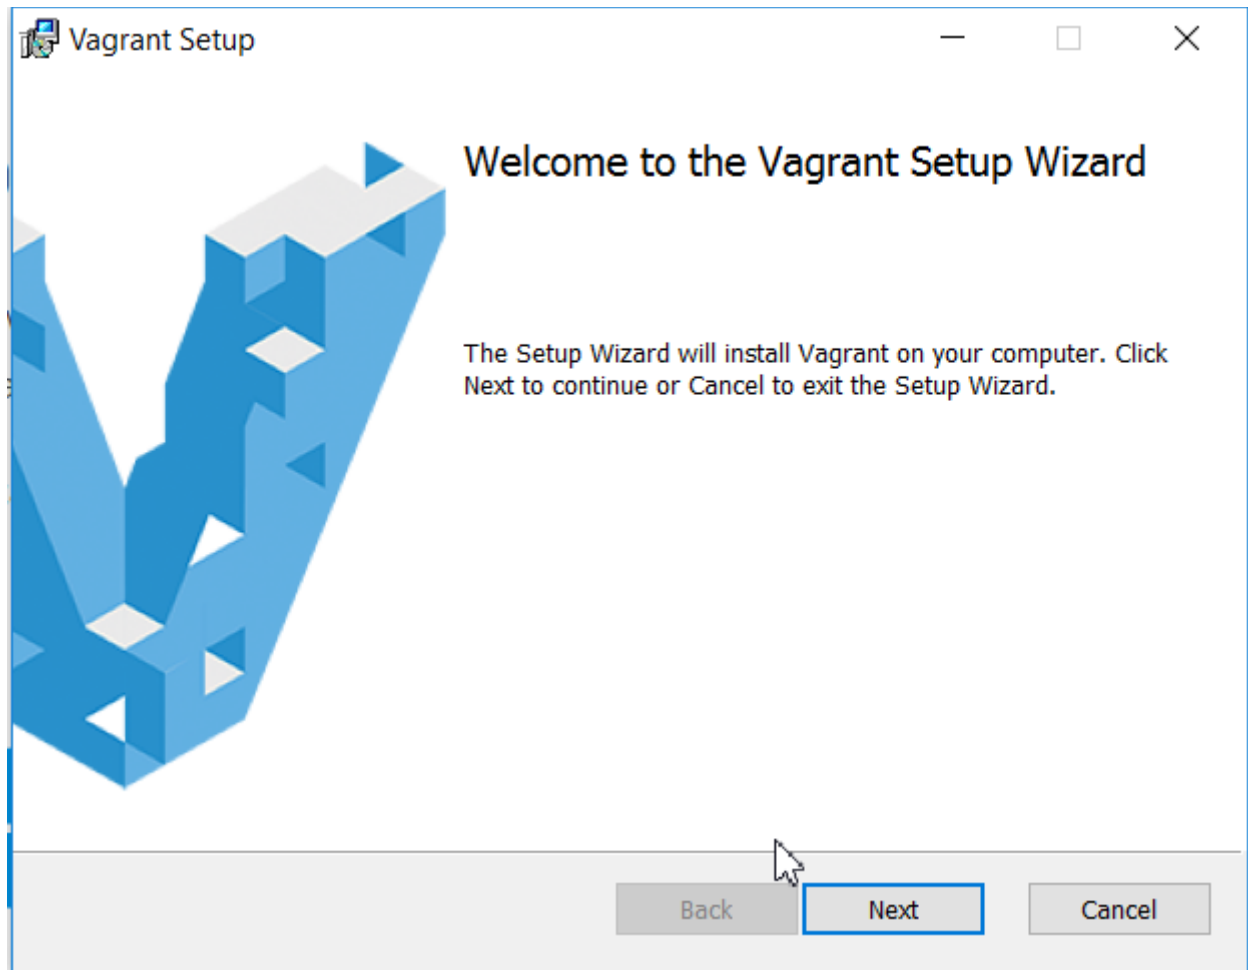 Vagrant Setup
Welcome to the Vagrant Setup Wizard
The Setup Wizard will install Vagrant on your computer. Click
Next to continue or Cancel to exit the Setup Wizard.
Back
Next
Cancel